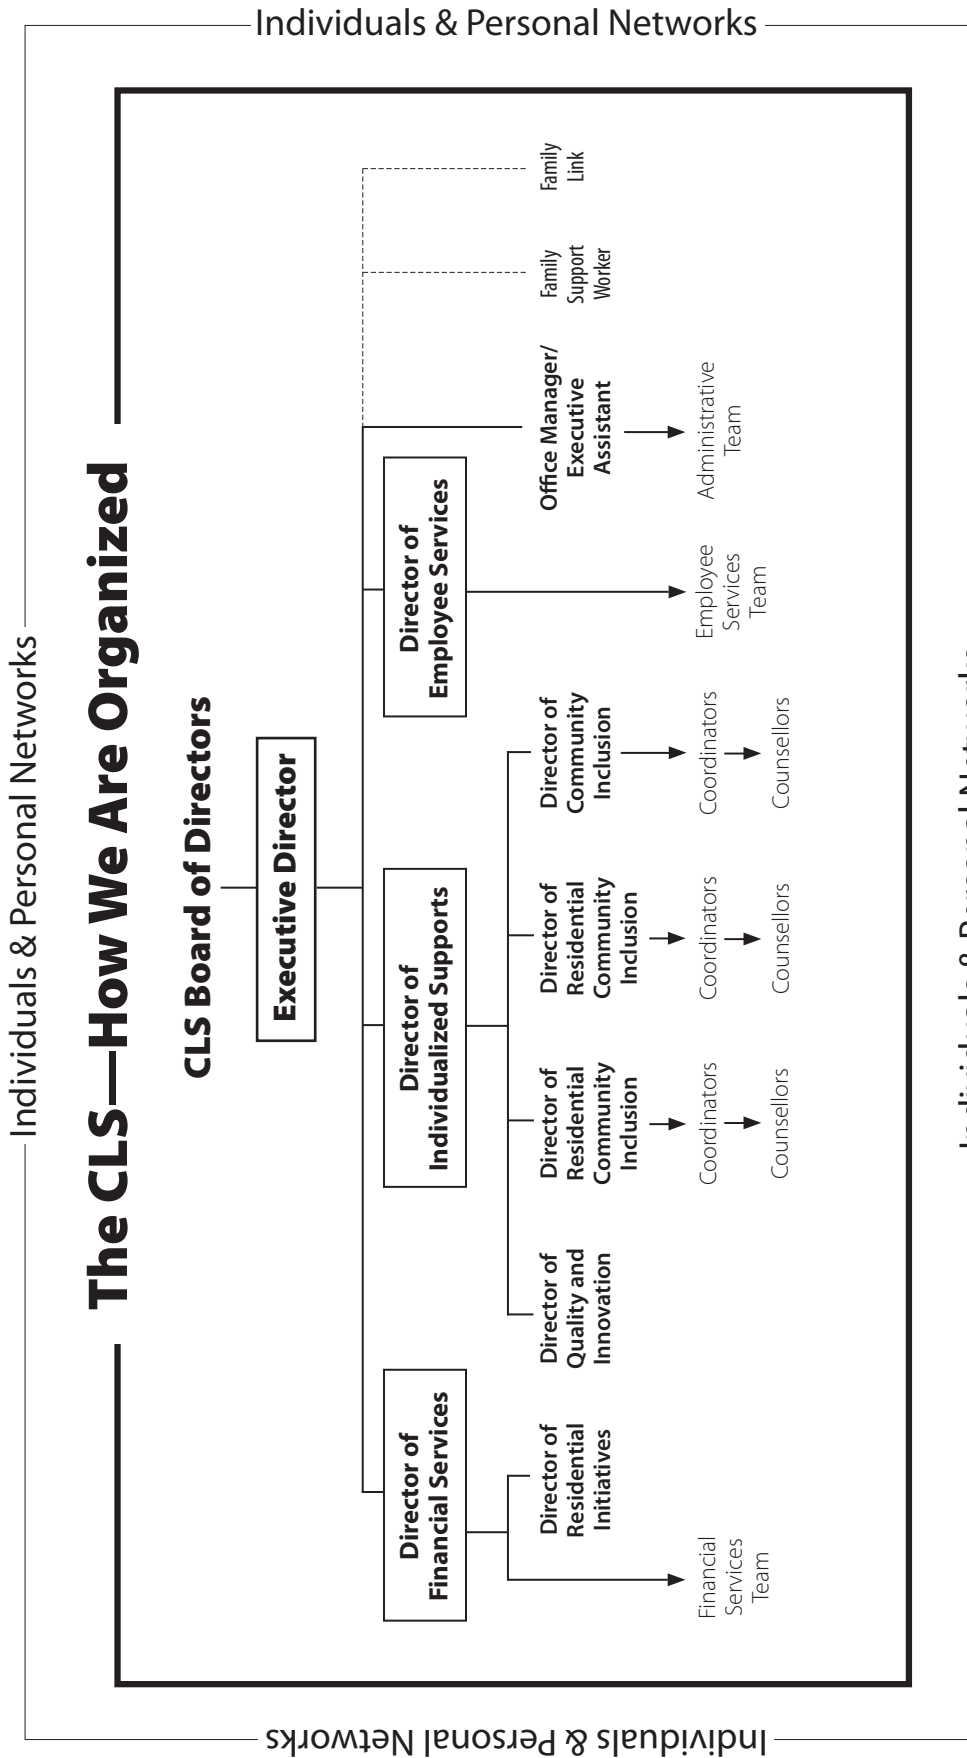 Individuals & Personal Networks
The CLS—How We Are Organized
CLS Board of Directors
Executive Director
Director of
Financial Services
Director of
Individualized Supports
Director of
Employee Services
Director of
Residential
Initiatives
Director of
Quality and
Innovation
Director of
Residential
Community
Inclusion
Director of
Residential
Community
Inclusion
Director of
Community
Inclusion
Office Manager/
Executive
Assistant
Family
Support
Worker
Family
Link
Financial
Services
Team
Coordinators
Coordinators
Coordinators
Employee
Services
Team
Administrative
Team
Counsellors
Counsellors
Counsellors
Individuals & Personal Networks
Individuals & Personal Networks
Individuals & Personal Networks